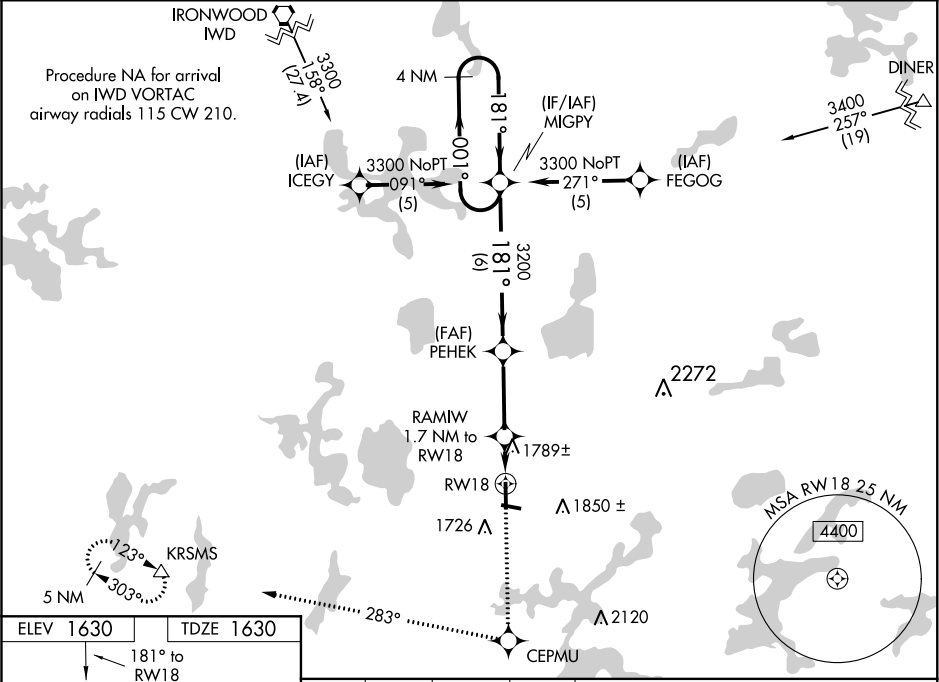 IRONWOOD
IWD
3300
158°
(27.4)
Procedure NA for arrival
on IWD VORTAC
airway radials 115 CW 210.
4 NM
001°
181°
(IF/IAF)
MIGPY
DINER
3400
257°
(19)
(IAF)
ICEGY
3300 NoPT
091°
(5)
3300 NoPT
271°
(5)
(IAF)
FEGOG
3200
181°
(6)
(FAF)
PEHEK
2272
RAMIW
1.7 NM to
RW18
1789±
RW18
1850 ±
1726
MSA RW18 25 NM
4400
123°
303°
KRSMS
5 NM
283°
2120
CEPMU
ELEV 1630
TDZE 1630
181° to
RW18